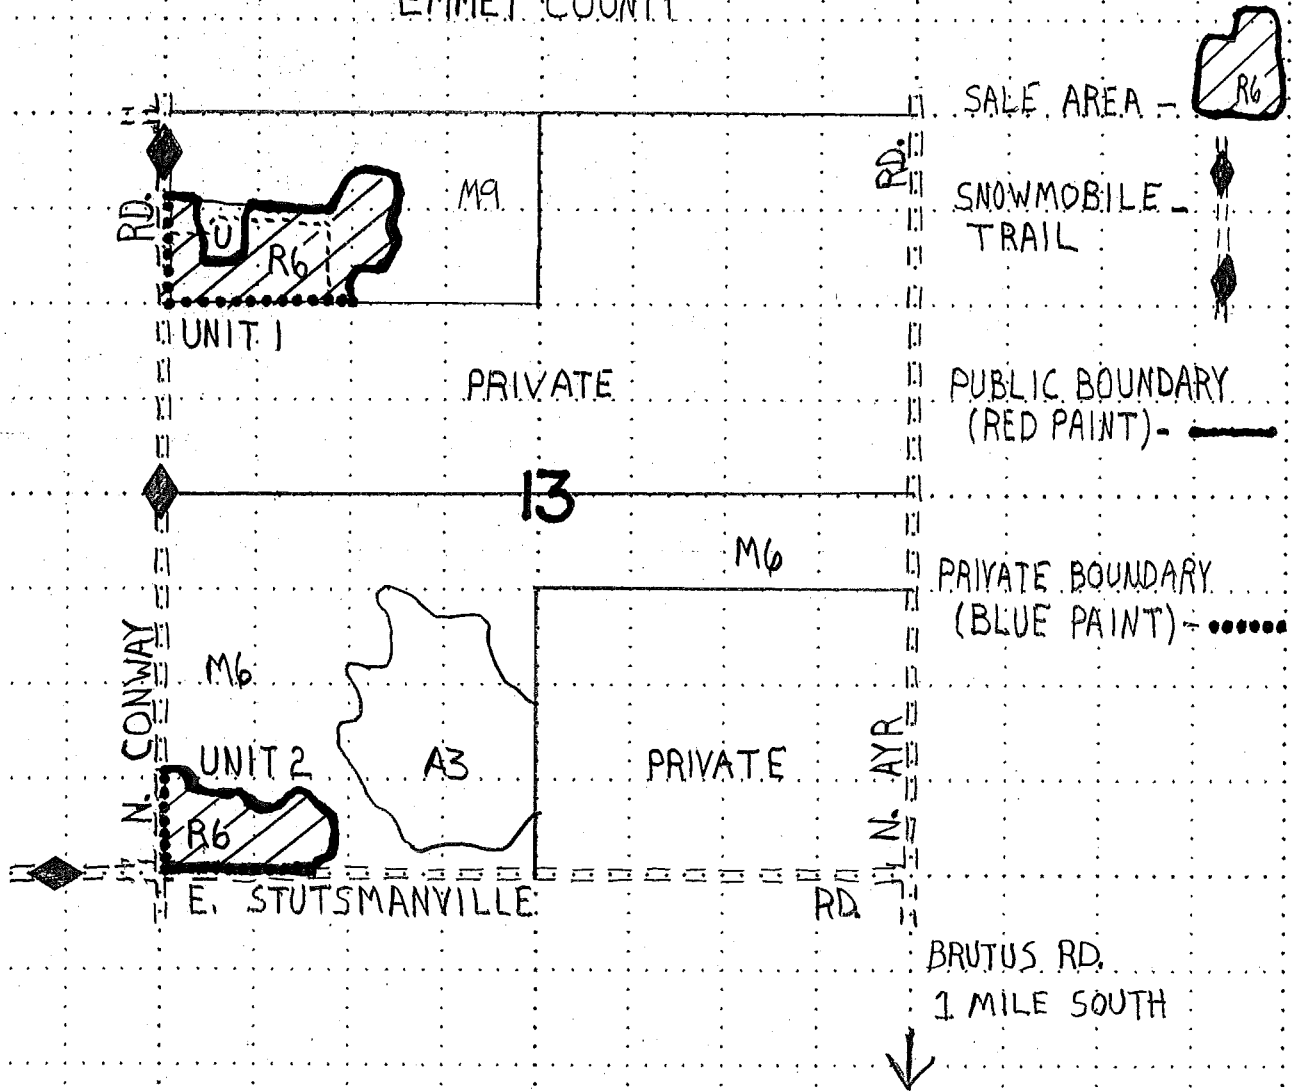 EMMET COUNTY
SALE AREA -
R6
RD.
RD.
M9
SNOWMOBILE -
TRAIL
U
R6
UNIT 1
PRIVATE
PUBLIC BOUNDARY
(RED PAINT)-
13
M6
PRIVATE BOUNDARY
(BLUE PAINT)-
M6
N. CONWAY
UNIT 2
A3
PRIVATE
N. AYR
R6
E. STUTSMANVILLE
RD.
BRUTUS RD.
1 MILE SOUTH